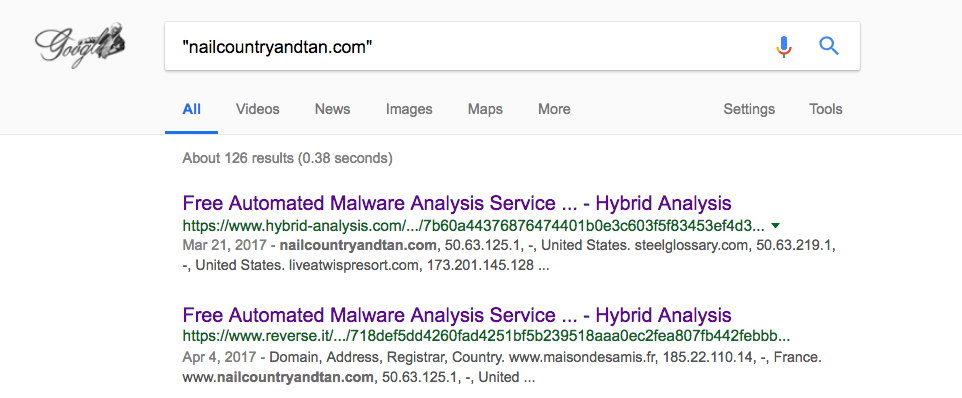 Google
"nailcountryandtan.com"
All Videos News Images Maps More Settings Tools
About 126 results (0.38 seconds)
Free Automated Malware Analysis Service ... - Hybrid Analysis
https://www.hybrid-analysis.com/.../7b60a44376876474401b0e3c603f5f83453ef4d3...
Mar 21, 2017 - nailcountryandtan.com, 50.63.125.1, -, United States. steelglossary.com, 50.63.219.1,
-, United States. liveatwispresort.com, 173.201.145.128 ...
Free Automated Malware Analysis Service ... - Hybrid Analysis
https://www.reverse.it/.../718def5dd4260fad4251bf5b239518aaa0ec2fea807fb442febbb...
Apr 4, 2017 - Domain, Address, Registrar, Country. www.maisondesamis.fr, 185.22.110.14, -, France.
www.nailcountryandtan.com, 50.63.125.1, -, United ...